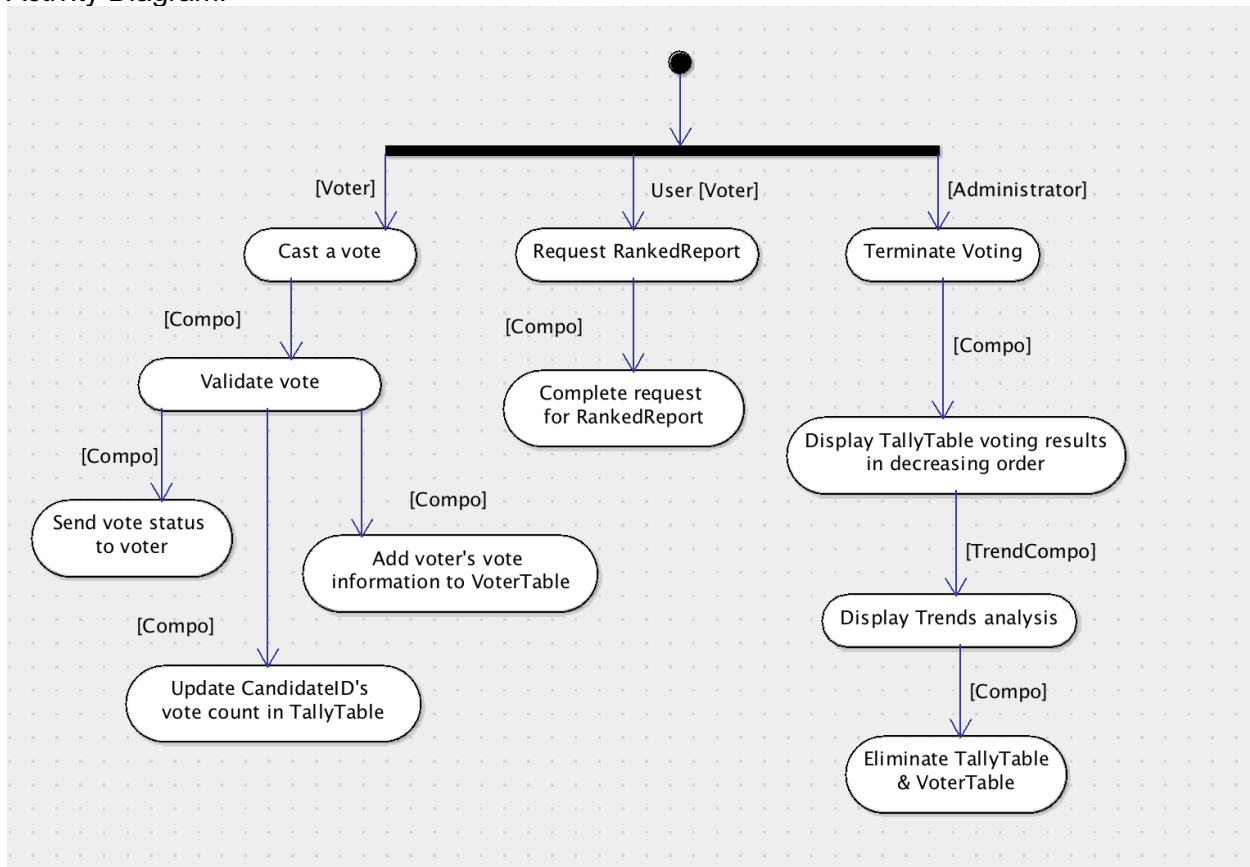 Activity Diagram:
[Voter]
User [Voter]
[Administrator]
Cast a vote
Request RankedReport
Terminate Voting
[Compo]
[Compo]
[Compo]
Validate vote
Complete request
for RankedReport
Display TallyTable voting results
in decreasing order
[Compo]
[Compo]
Send vote status
to voter
Add voter's vote
information to VoterTable
[TrendCompo]
Display Trends analysis
[Compo]
Update CandidateID's
vote count in TallyTable
[Compo]
Eliminate TallyTable
& VoterTable